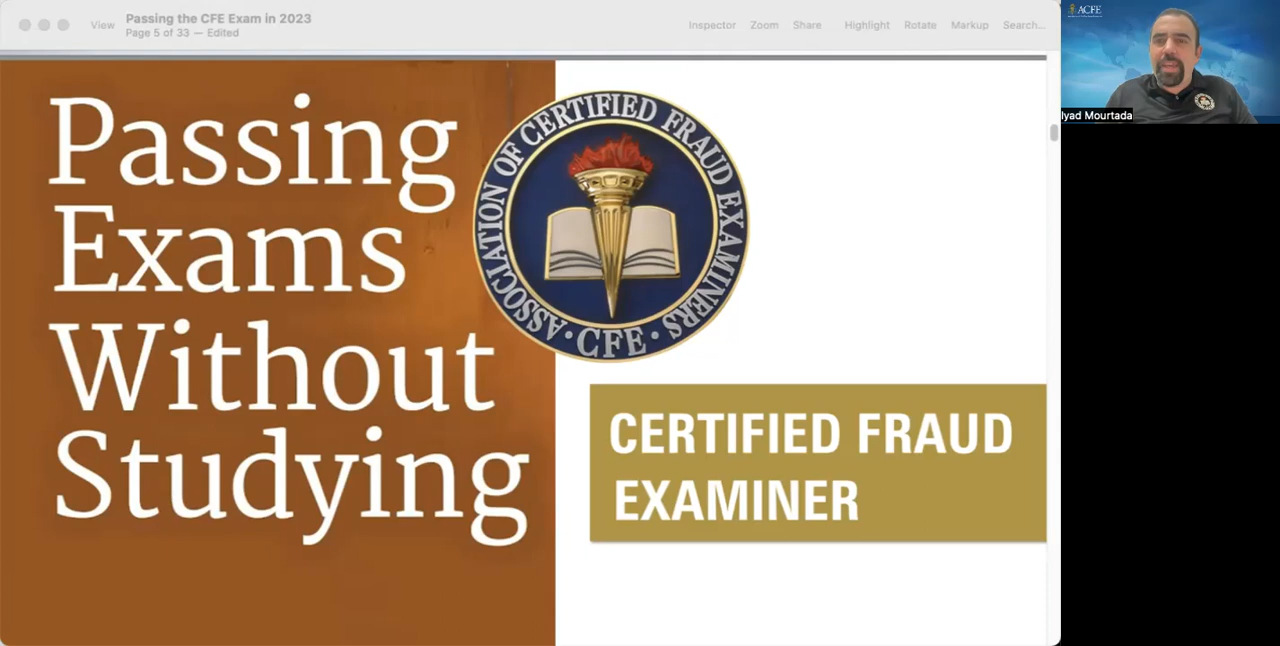 View
Passing the CFE Exam in 2023
Page 5 of 33 — Edited
Inspector
Zoom
Share
Highlight
Rotate
Markup
Search...
Passing
Exams
Without
Studying
ASSOCIATION OF CERTIFIED FRAUD EXAMINERS
· CFE ·
CERTIFIED FRAUD
EXAMINER
ACFE
Iyad Mourtada